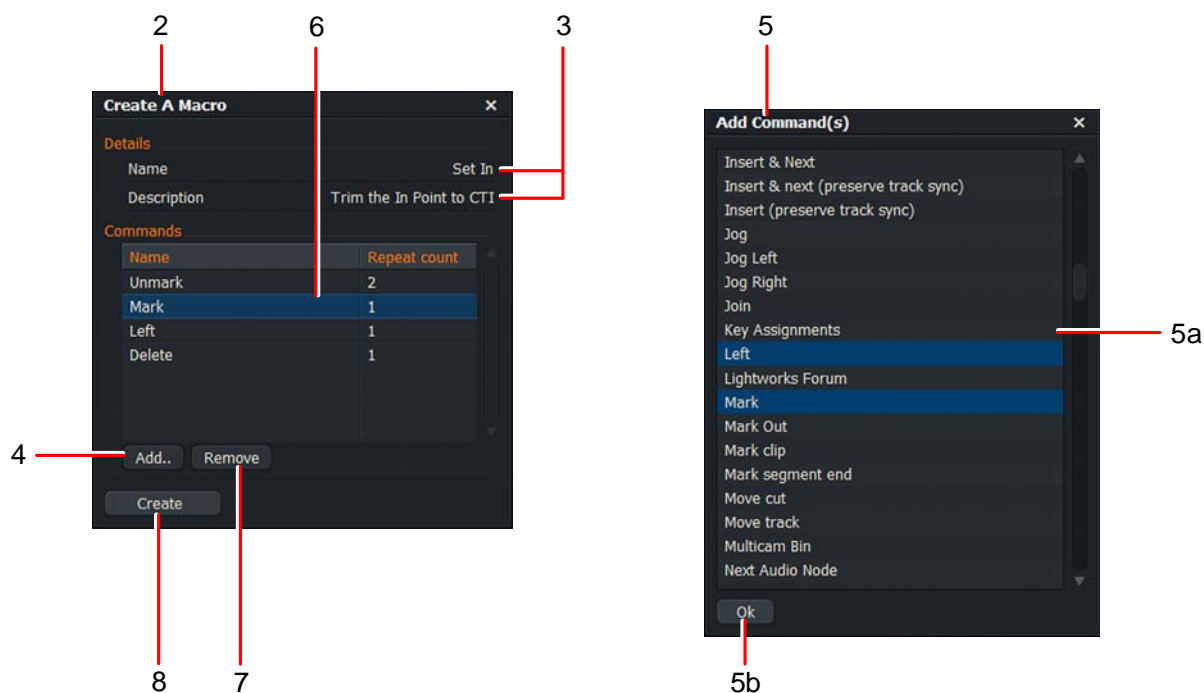 2
6
3
5
Create A Macro
Details
Name Set In
Description Trim the In Point to CTI
Commands
Name Repeat count
Unmark 2
Mark 1
Left 1
Delete 1
4
Add.. Remove
Create
8
7
Add Command(s)
Insert & Next
Insert & next (preserve track sync)
Insert (preserve track sync)
Jog
Jog Left
Jog Right
Join
Key Assignments
5a
Left
Lightworks Forum
Mark
Mark Out
Mark clip
Mark segment end
Move cut
Move track
Multicam Bin
Next Audio Node
Ok
5b